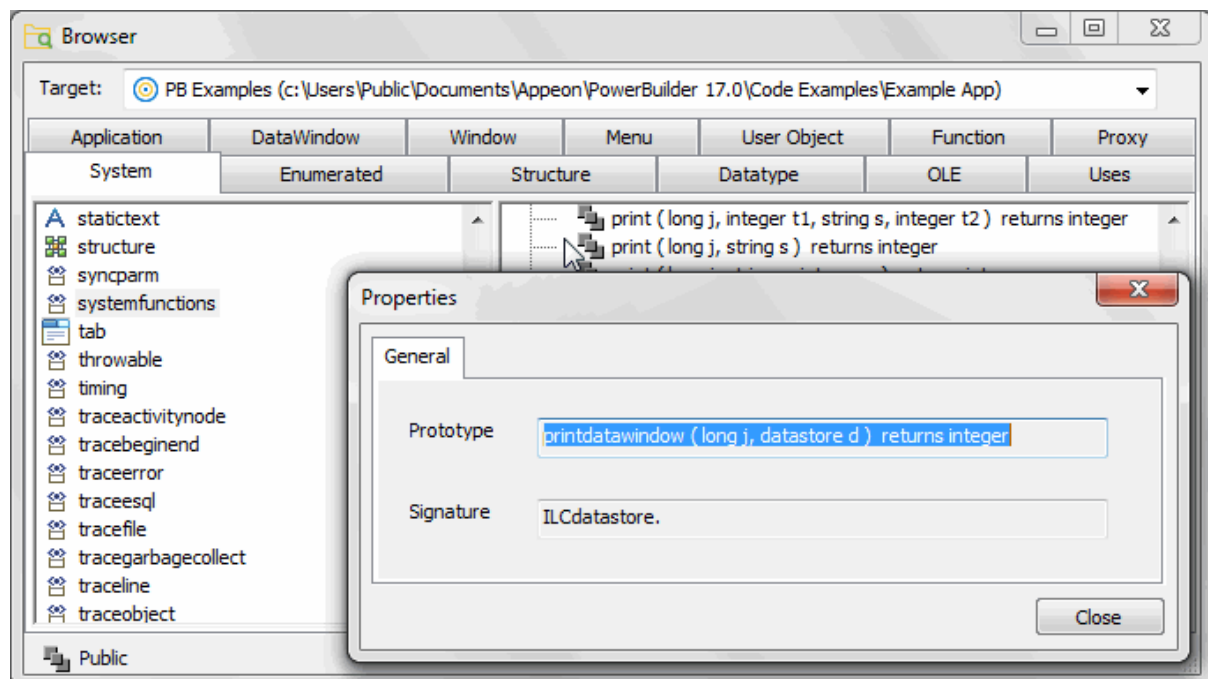 Browser
Target: PB Examples (c:\Users\Public\Documents\Appeon\PowerBuilder 17.0\Code Examples\Example App)
Application DataWindow Window Menu User Object Function Proxy
System Enumerated Structure Datatype OLE Uses
statictext
structure
syncparm
systemfunctions
tab
throwable
timing
traceactivitynode
tracebeginend
traceerror
traceesql
tracefile
tracegarbagecollect
traceline
traceobject
print ( long j, integer t1, string s, integer t2 ) returns integer
print ( long j, string s ) returns integer
Properties
General
Prototype printdatawindow ( long j, datastore d ) returns integer
Signature ILCdatastore.
Close
Public